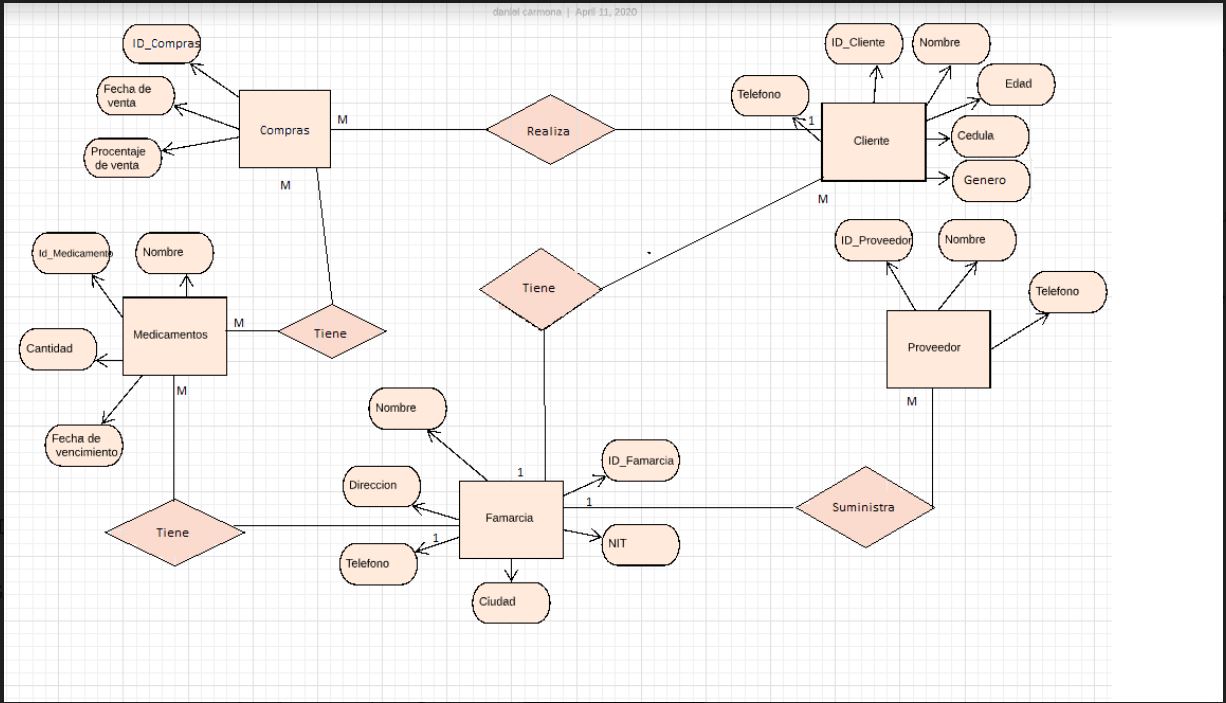 daniel carmona | April 11, 2020
ID_Compras
Fecha de
venta
Procentaje
de venta
Compras
M
M
Realiza
1
Telefono
ID_Cliente
Nombre
Edad
Cedula
Genero
Cliente
M
Id_Medicamento
Nombre
Medicamentos
M
Cantidad
M
Fecha de
vencimiento
Tiene
Tiene
ID_Proveedor
Nombre
Telefono
Proveedor
M
Nombre
Direccion
Telefono
1
1
ID_Famarcia
1
Famarcia
NIT
Ciudad
Suministra
Tiene